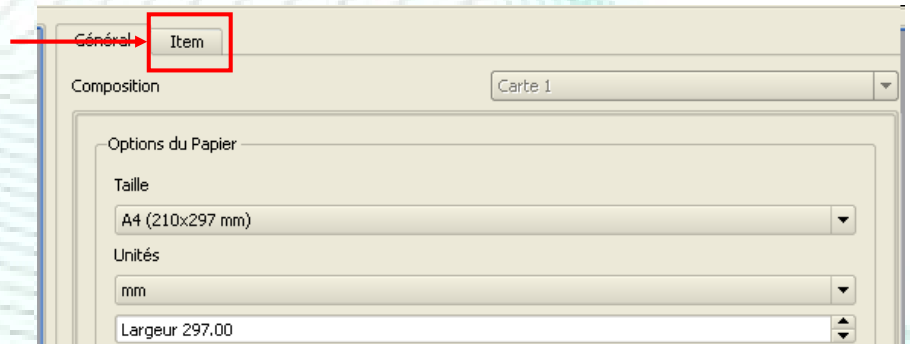 Général Item
Composition Carte 1
Options du Papier
Taille
A4 (210x297 mm)
Unités
mm
Largeur 297.00